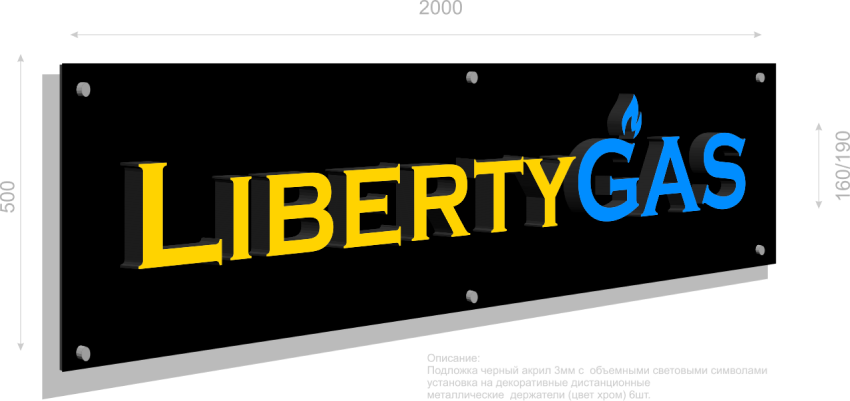 2000
500
LIBERTYGAS
160/190
Описание:
Подложка черный акрил 3мм с объемными световыми символами
установка на декоративные дистанционные
металлические держатели (цвет хром) 6шт.